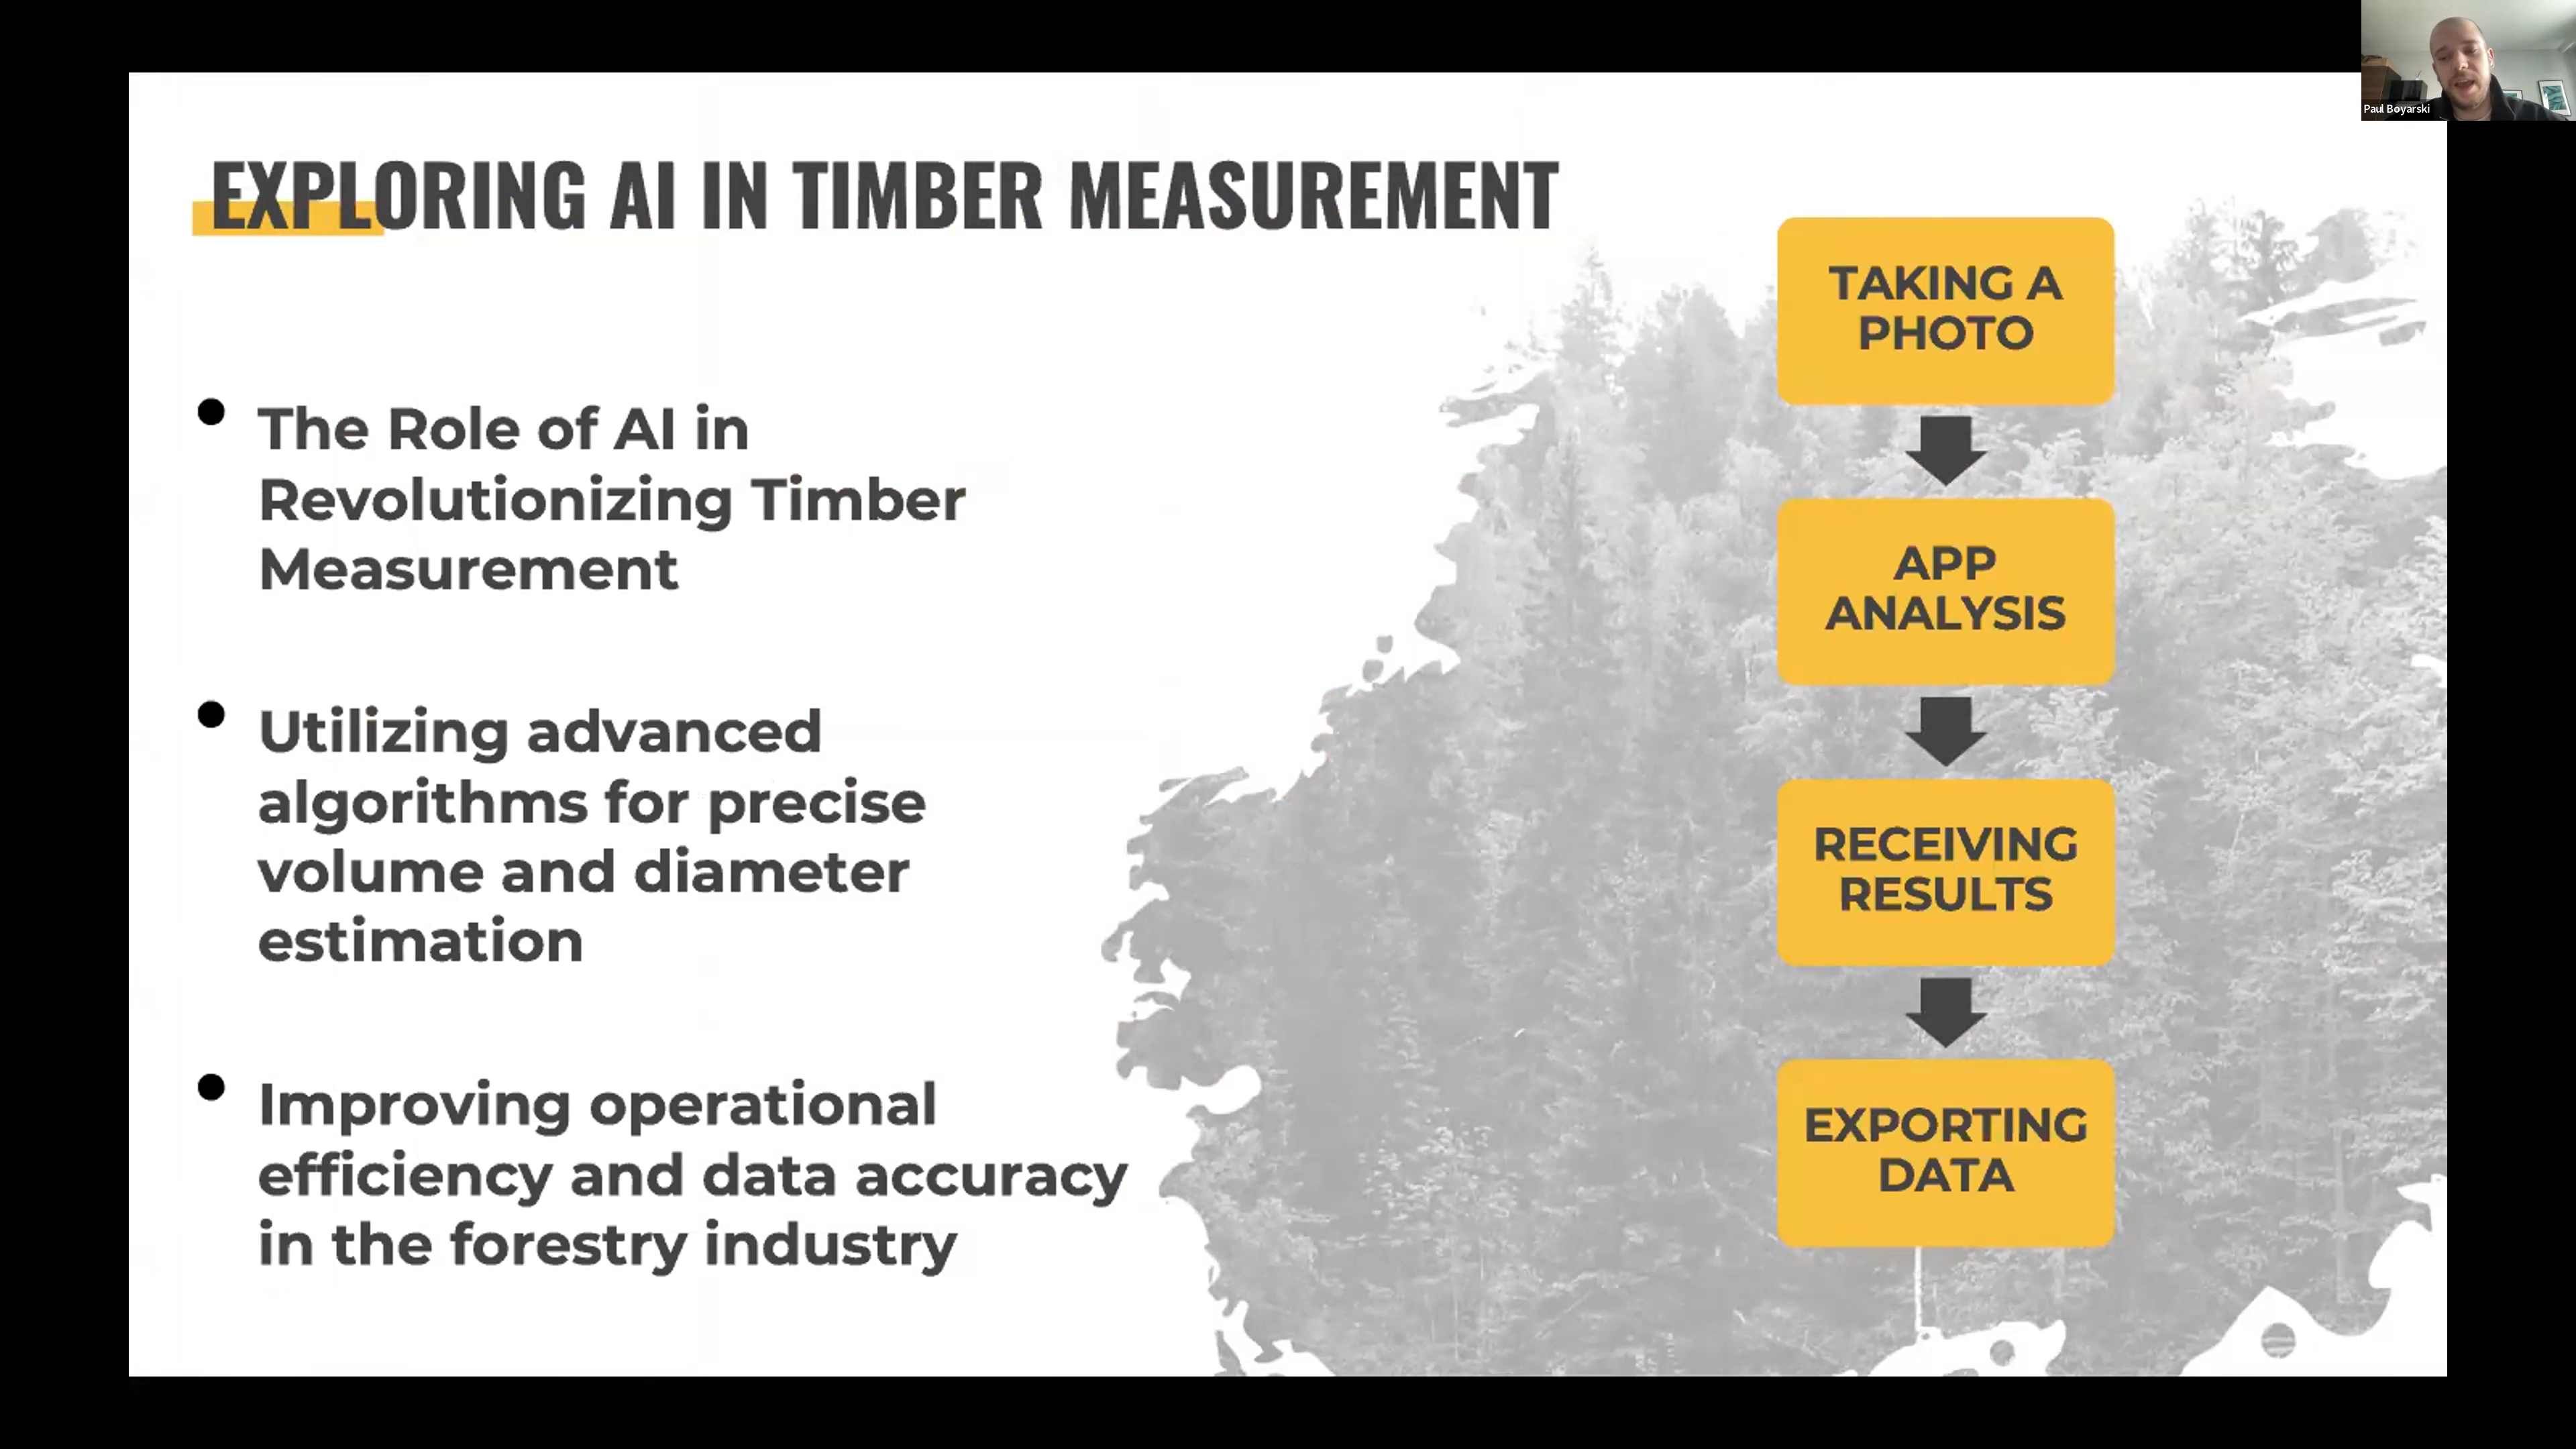 Paul Boyarski
EXPLORING AI IN TIMBER MEASUREMENT
• The Role of AI in
Revolutionizing Timber
Measurement
• Utilizing advanced
algorithms for precise
volume and diameter
estimation
• Improving operational
efficiency and data accuracy
in the forestry industry
TAKING A
PHOTO
APP
ANALYSIS
RECEIVING
RESULTS
EXPORTING
DATA